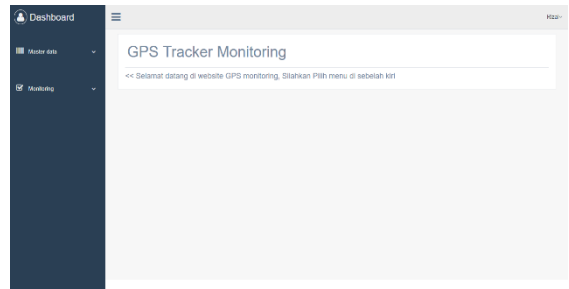 Dashboard
Master data
Monitoring
GPS Tracker Monitoring
<< Selamat datang di website GPS monitoring, Silahkan Pilih menu di sebelah kiri